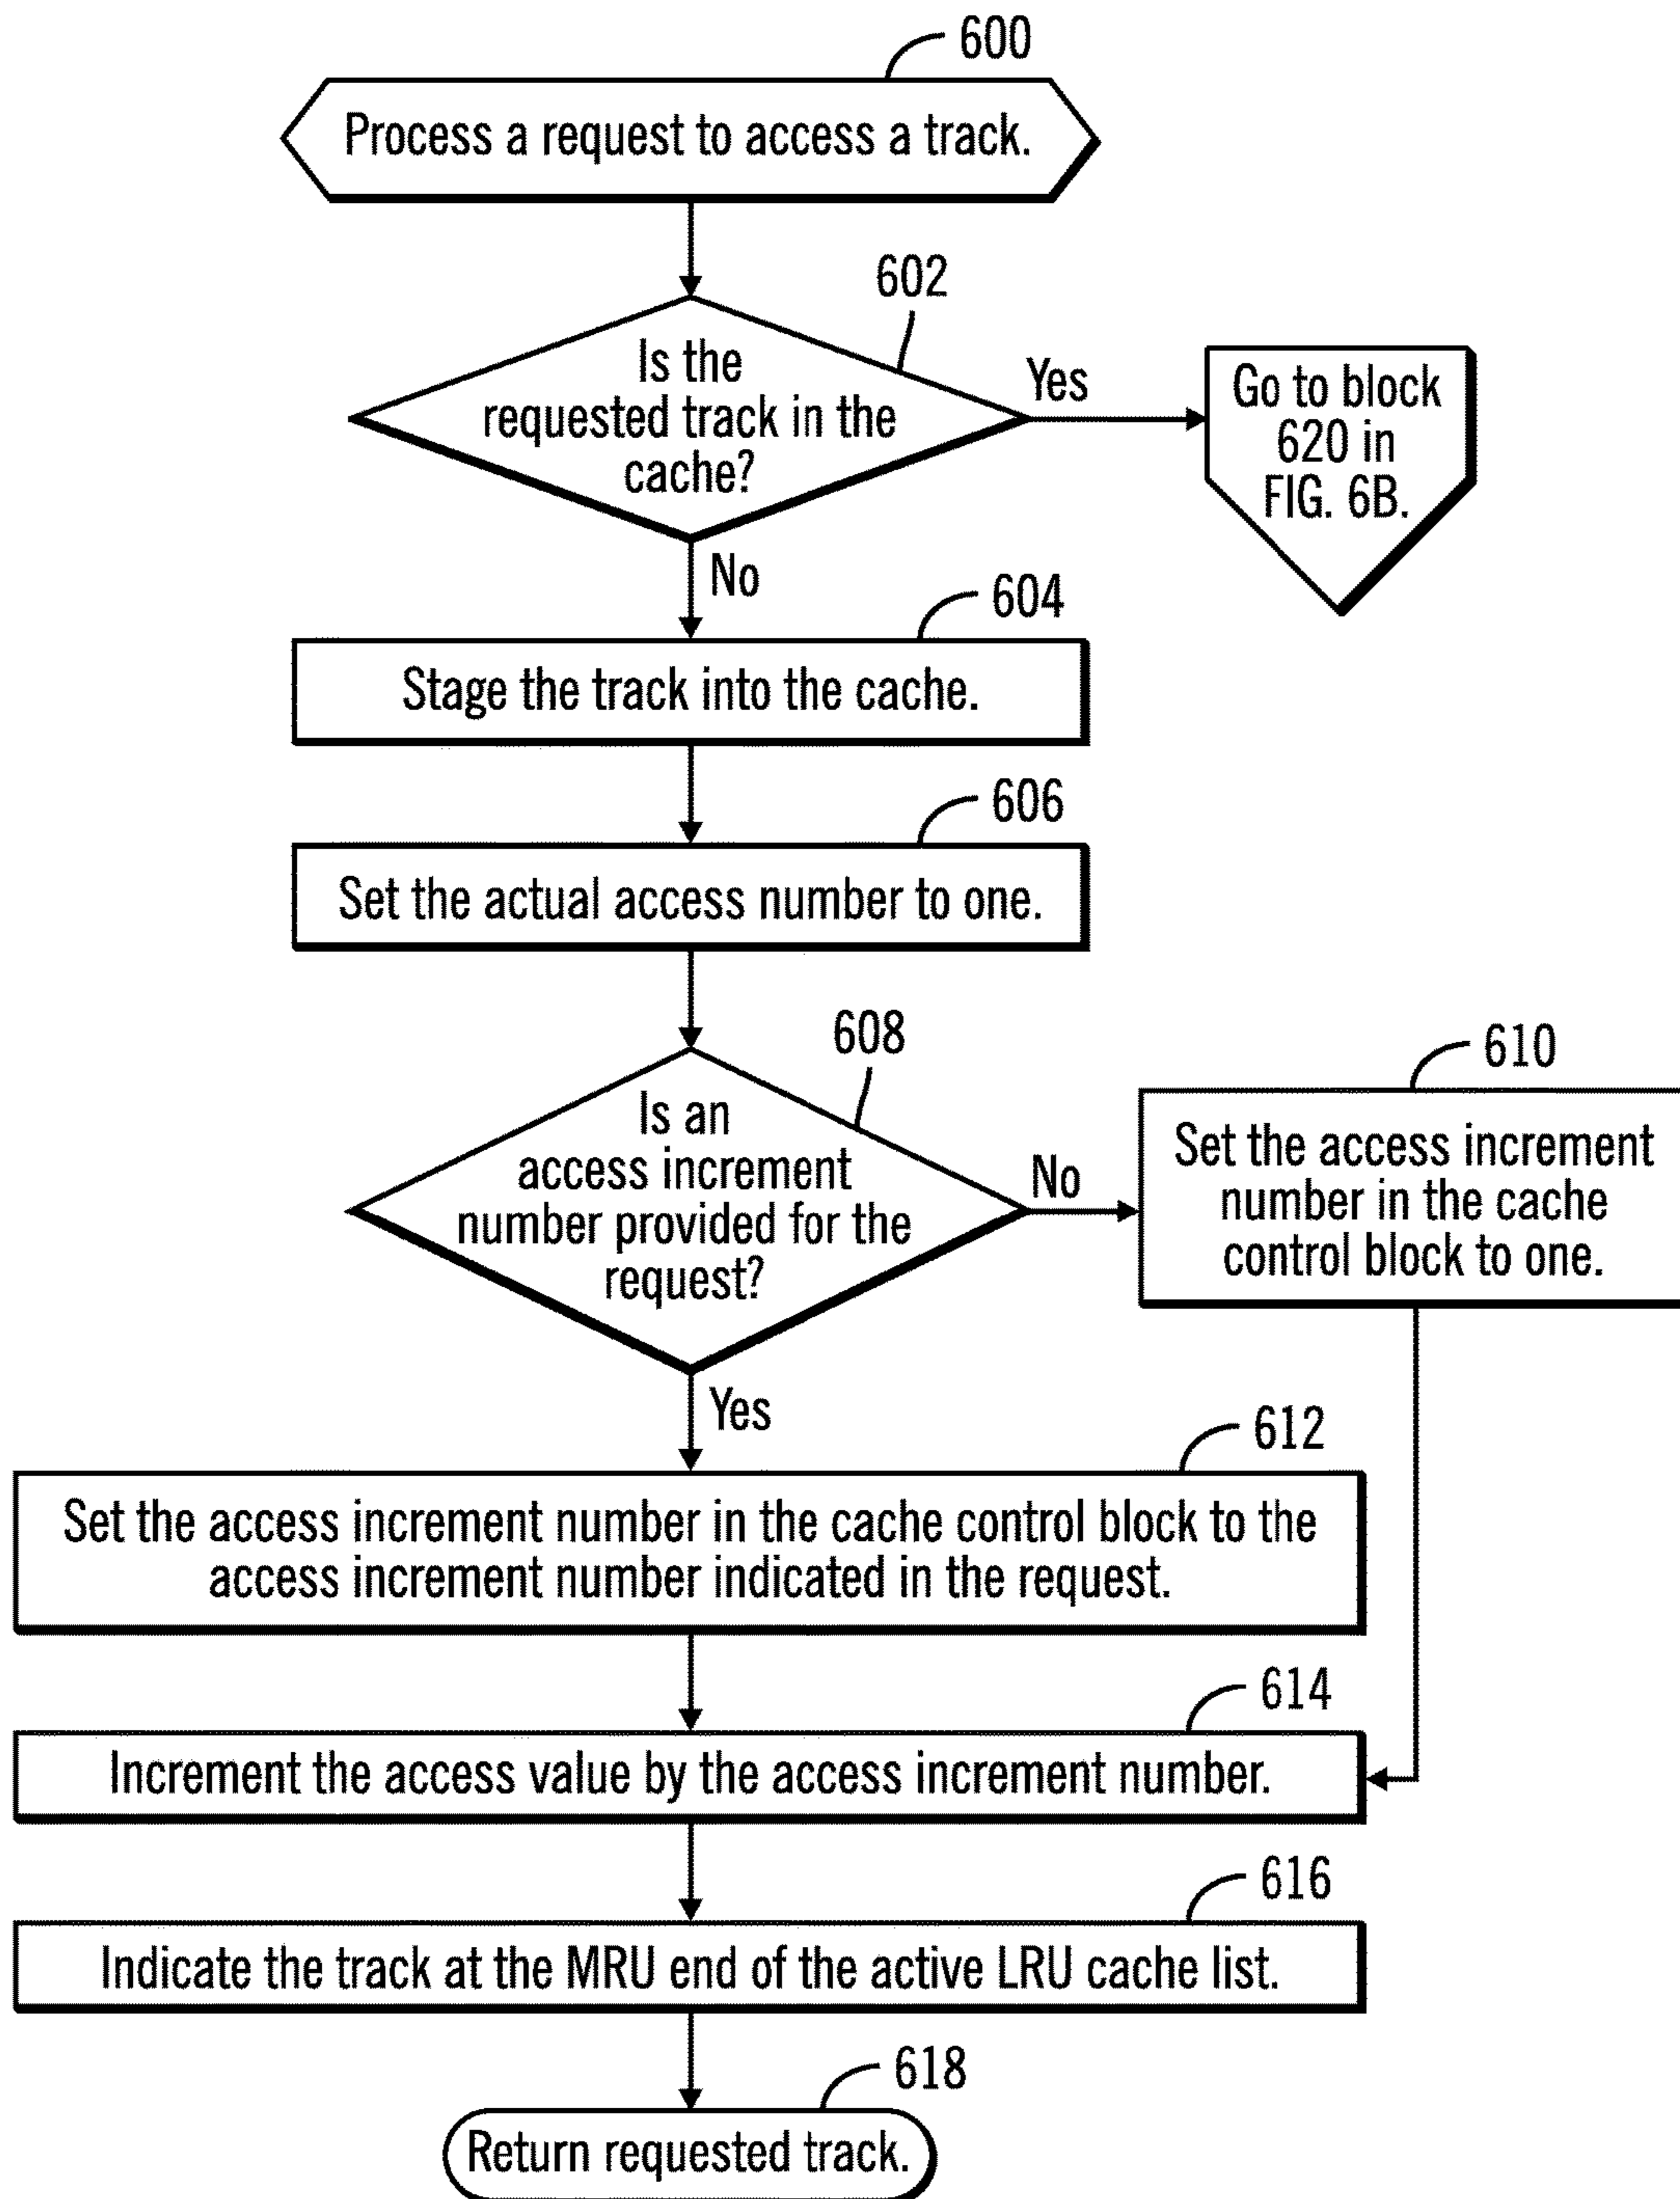 600
Process a request to access a track.
602
Is the
requested track in the
cache?
Yes
Go to block
620 in
FIG. 6B.
No
604
Stage the track into the cache.
606
Set the actual access number to one.
608
Is an
access increment
number provided for the
request?
No
610
Set the access increment
number in the cache
control block to one.
Yes
612
Set the access increment number in the cache control block to the
access increment number indicated in the request.
614
Increment the access value by the access increment number.
616
Indicate the track at the MRU end of the active LRU cache list.
618
Return requested track.